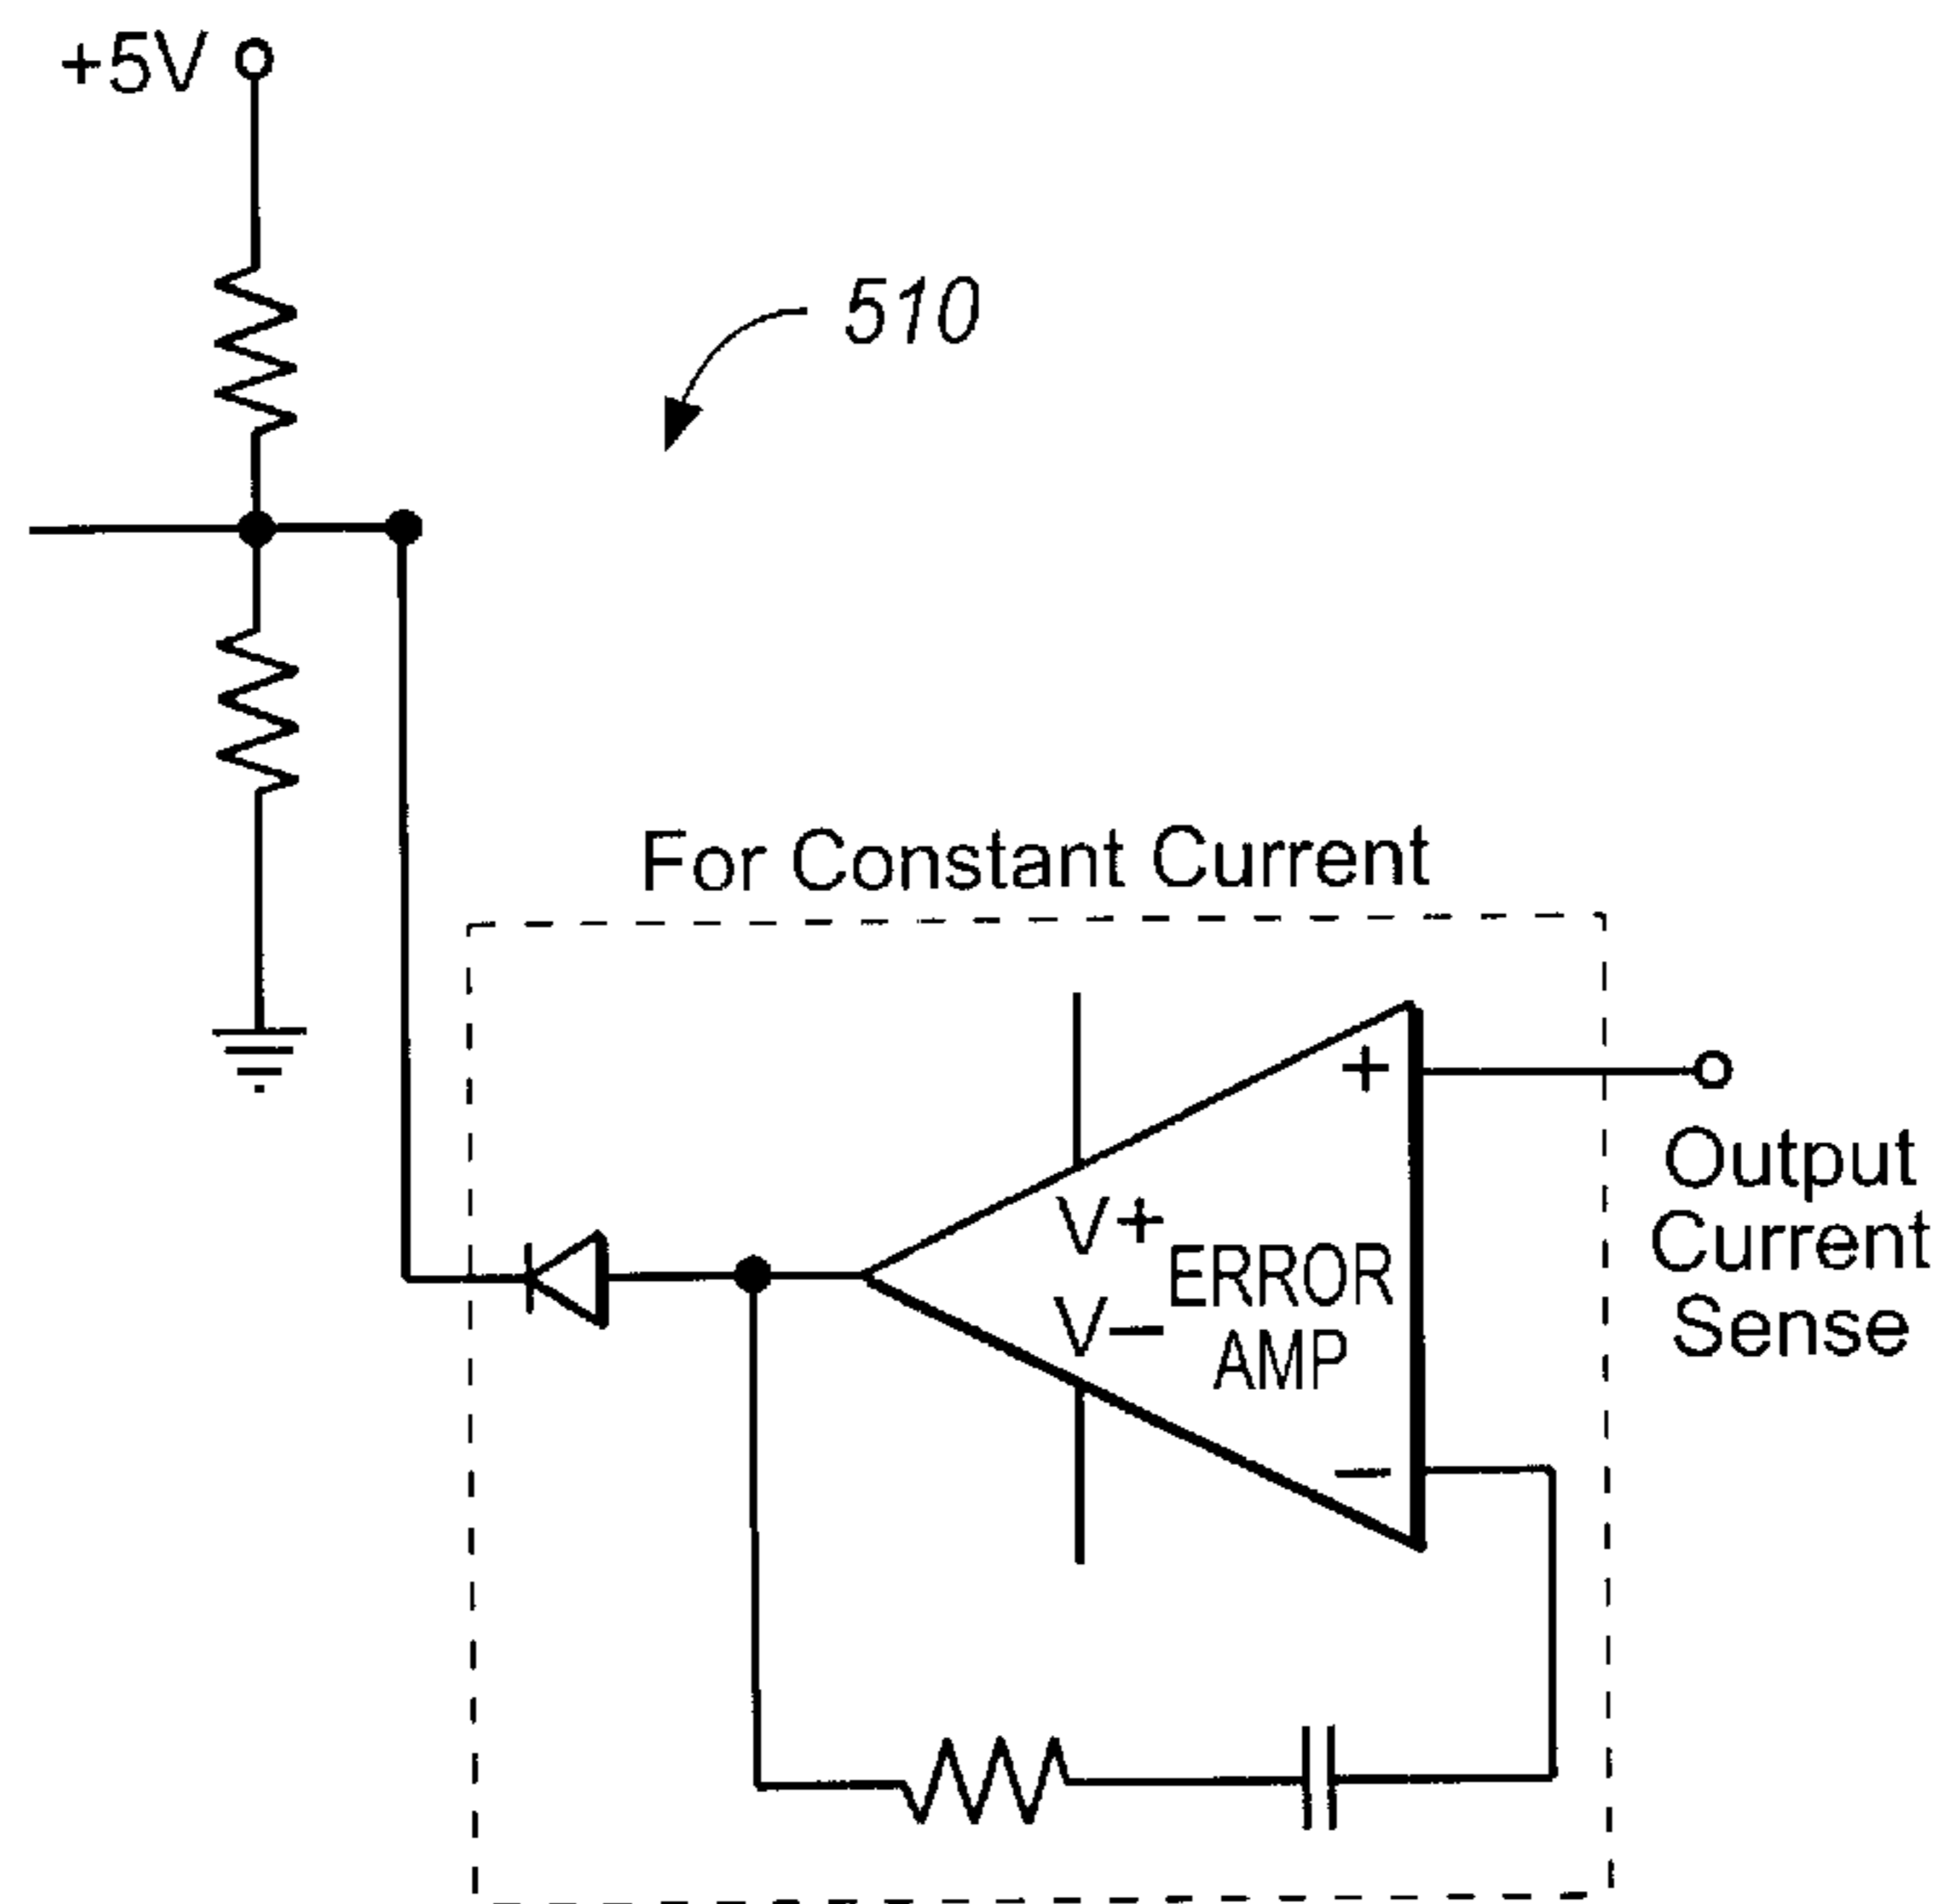 +5V
510
For Constant Current
+
V+
ERROR
V−
AMP
−
Output
Current
Sense